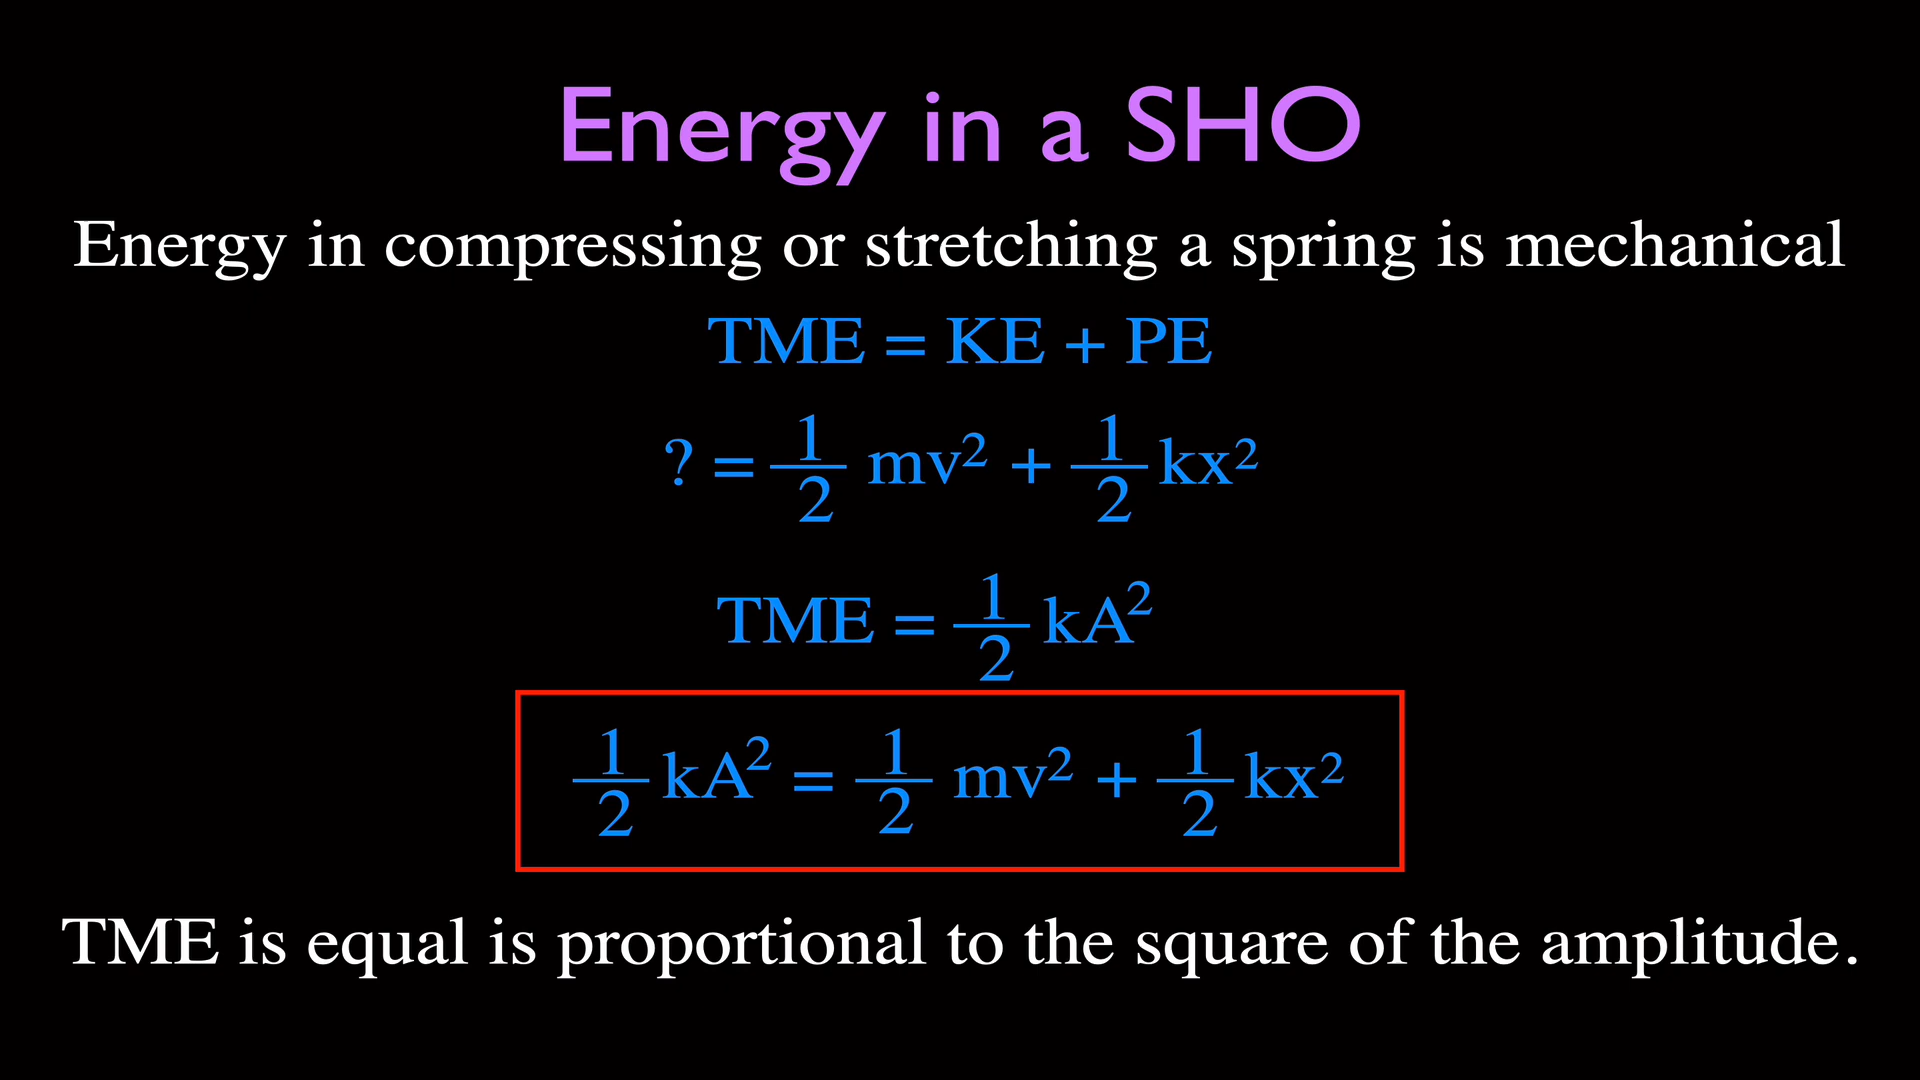 Energy in a SHO
Energy in compressing or stretching a spring is mechanical
TME = KE + PE
? = 1/2 mv² + 1/2 kx²
TME = 1/2 kA²
1/2 kA² = 1/2 mv² + 1/2 kx²
TME is equal is proportional to the square of the amplitude.